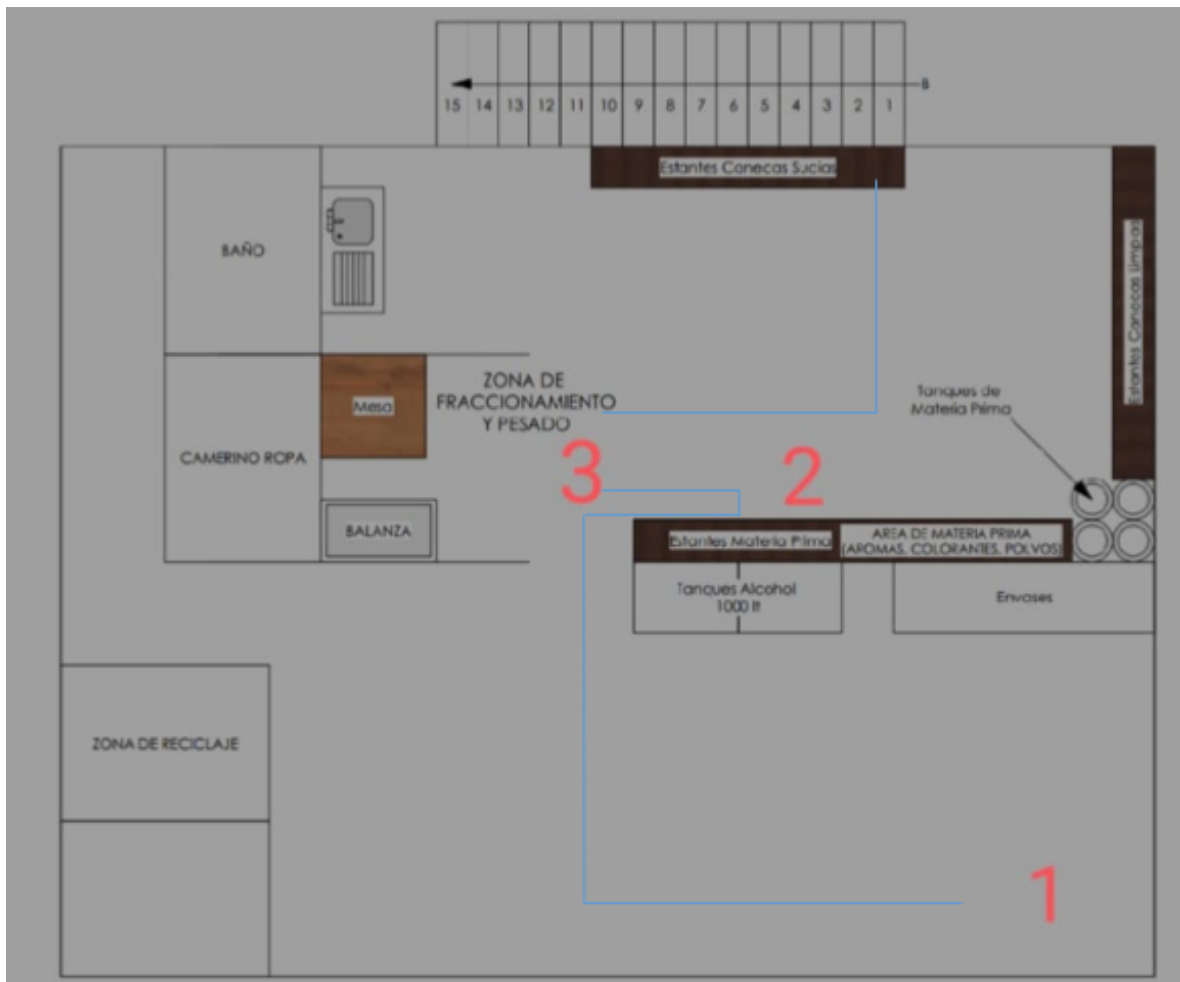 B
15 14 13 12 11 10 9 8 7 6 5 4 3 2 1
Estantes Canecas Sucias
BAÑO
Estantes Canecas Limpas
ZONA DE
FRACCIONAMIENTO
Y PESADO
Mesa
Tanques de
Materia Prima
CAMERINO ROPA
3
2
BALANZA
Estantes Materia Prima
AREA DE MATERIA PRIMA
(AROMAS, COLORANTES, POLVOS)
Tanques Alcohol
1000 lt
Envases
ZONA DE RECICLAJE
1